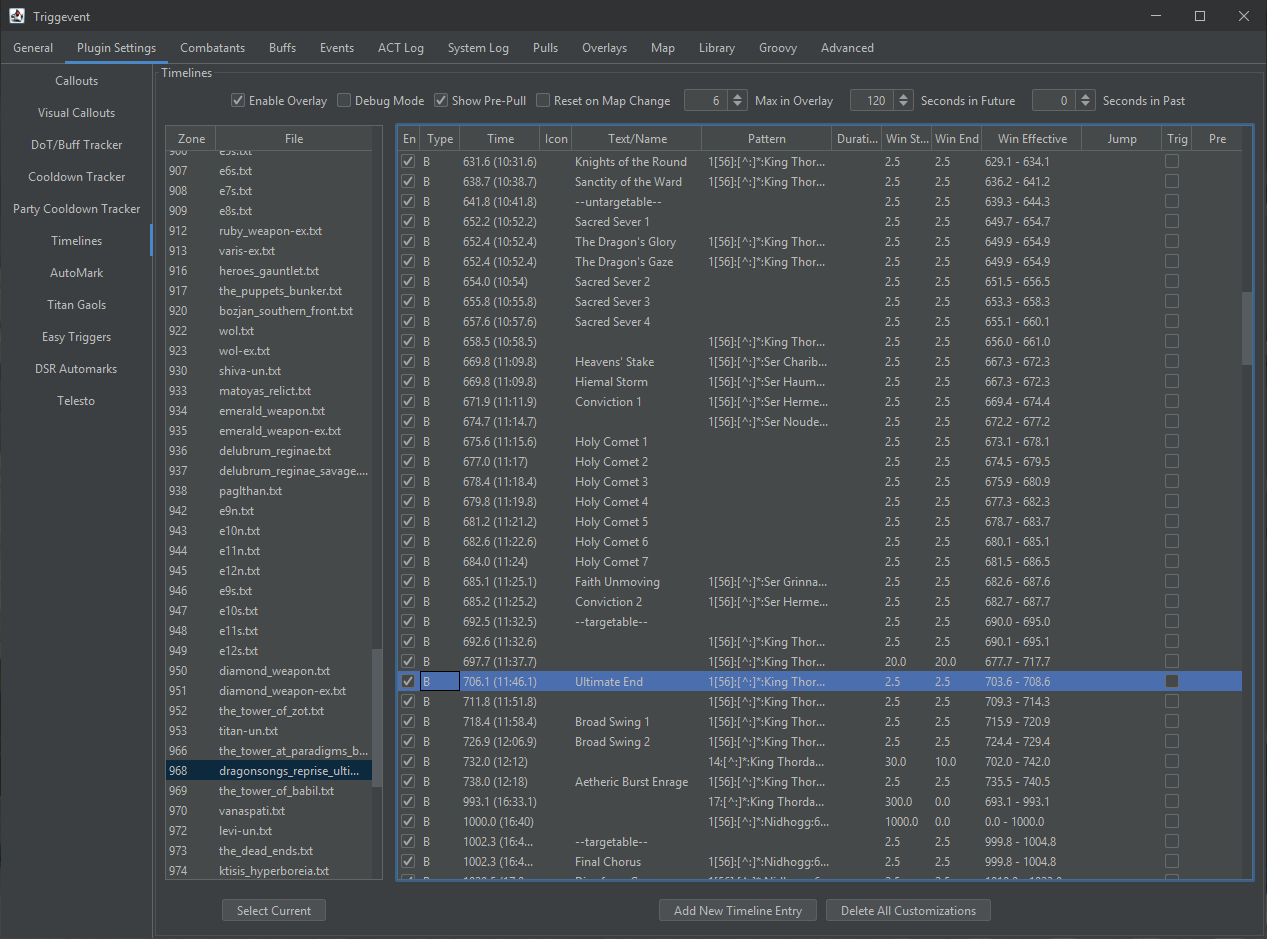 Triggevent
General Plugin Settings Combatants Buffs Events ACT Log System Log Pulls Overlays Map Library Groovy Advanced
Callouts
Visual Callouts
DoT/Buff Tracker
Cooldown Tracker
Party Cooldown Tracker
Timelines
AutoMark
Titan Gaols
Easy Triggers
DSR Automarks
Telesto
Timelines
Enable Overlay Debug Mode Show Pre-Pull Reset on Map Change 6 Max in Overlay 120 Seconds in Future 0 Seconds in Past
Zone File
906 e5s.txt
907 e6s.txt
908 e7s.txt
909 e8s.txt
912 ruby_weapon-ex.txt
913 varis-ex.txt
916 heroes_gauntlet.txt
917 the_puppets_bunker.txt
920 bozjan_southern_front.txt
922 wol.txt
923 wol-ex.txt
930 shiva-un.txt
933 matoyas_relict.txt
934 emerald_weapon.txt
935 emerald_weapon-ex.txt
936 delubrum_reginae.txt
937 delubrum_reginae_savage....
938 paglthan.txt
942 e9n.txt
943 e10n.txt
944 e11n.txt
945 e12n.txt
946 e9s.txt
947 e10s.txt
948 e11s.txt
949 e12s.txt
950 diamond_weapon.txt
951 diamond_weapon-ex.txt
952 the_tower_of_zot.txt
953 titan-un.txt
966 the_tower_at_paradigms_b...
968 dragonsongs_reprise_ulti...
969 the_tower_of_babil.txt
970 vanaspati.txt
972 levi-un.txt
973 the_dead_ends.txt
974 ktisis_hyperboreia.txt
En Type Time Icon Text/Name Pattern Durati... Win St... Win End Win Effective Jump Trig Pre
B 631.6 (10:31.6) Knights of the Round 1[56]:[^:]*:King Thor... 2.5 2.5 629.1 - 634.1
B 638.7 (10:38.7) Sanctity of the Ward 1[56]:[^:]*:King Thor... 2.5 2.5 636.2 - 641.2
B 641.8 (10:41.8) --untargetable-- 2.5 2.5 639.3 - 644.3
B 652.2 (10:52.2) Sacred Sever 1 2.5 2.5 649.7 - 654.7
B 652.4 (10:52.4) The Dragon's Glory 1[56]:[^:]*:King Thor... 2.5 2.5 649.9 - 654.9
B 652.4 (10:52.4) The Dragon's Gaze 1[56]:[^:]*:King Thor... 2.5 2.5 649.9 - 654.9
B 654.0 (10:54) Sacred Sever 2 2.5 2.5 651.5 - 656.5
B 655.8 (10:55.8) Sacred Sever 3 2.5 2.5 653.3 - 658.3
B 657.6 (10:57.6) Sacred Sever 4 2.5 2.5 655.1 - 660.1
B 658.5 (10:58.5) 1[56]:[^:]*:King Thor... 2.5 2.5 656.0 - 661.0
B 669.8 (11:09.8) Heavens' Stake 1[56]:[^:]*:Ser Charib... 2.5 2.5 667.3 - 672.3
B 669.8 (11:09.8) Hiemal Storm 1[56]:[^:]*:Ser Haum... 2.5 2.5 667.3 - 672.3
B 671.9 (11:11.9) Conviction 1 1[56]:[^:]*:Ser Herme... 2.5 2.5 669.4 - 674.4
B 674.7 (11:14.7) 1[56]:[^:]*:Ser Noude... 2.5 2.5 672.2 - 677.2
B 675.6 (11:15.6) Holy Comet 1 2.5 2.5 673.1 - 678.1
B 677.0 (11:17) Holy Comet 2 2.5 2.5 674.5 - 679.5
B 678.4 (11:18.4) Holy Comet 3 2.5 2.5 675.9 - 680.9
B 679.8 (11:19.8) Holy Comet 4 2.5 2.5 677.3 - 682.3
B 681.2 (11:21.2) Holy Comet 5 2.5 2.5 678.7 - 683.7
B 682.6 (11:22.6) Holy Comet 6 2.5 2.5 680.1 - 685.1
B 684.0 (11:24) Holy Comet 7 2.5 2.5 681.5 - 686.5
B 685.1 (11:25.1) Faith Unmoving 1[56]:[^:]*:Ser Grinna... 2.5 2.5 682.6 - 687.6
B 685.2 (11:25.2) Conviction 2 1[56]:[^:]*:Ser Herme... 2.5 2.5 682.7 - 687.7
B 692.5 (11:32.5) --targetable-- 2.5 2.5 690.0 - 695.0
B 692.6 (11:32.6) 1[56]:[^:]*:King Thor... 2.5 2.5 690.1 - 695.1
B 697.7 (11:37.7) 1[56]:[^:]*:King Thor... 20.0 20.0 677.7 - 717.7
B 706.1 (11:46.1) Ultimate End 1[56]:[^:]*:King Thor... 2.5 2.5 703.6 - 708.6
B 711.8 (11:51.8) 1[56]:[^:]*:King Thor... 2.5 2.5 709.3 - 714.3
B 718.4 (11:58.4) Broad Swing 1 1[56]:[^:]*:King Thor... 2.5 2.5 715.9 - 720.9
B 726.9 (12:06.9) Broad Swing 2 1[56]:[^:]*:King Thor... 2.5 2.5 724.4 - 729.4
B 732.0 (12:12) 14:[^:]*:King Thorda... 30.0 10.0 702.0 - 742.0
B 738.0 (12:18) Aetheric Burst Enrage 1[56]:[^:]*:King Thor... 2.5 2.5 735.5 - 740.5
B 993.1 (16:33.1) 17:[^:]*:King Thorda... 300.0 0.0 693.1 - 993.1
B 1000.0 (16:40) 1[56]:[^:]*:Nidhogg:6... 1000.0 0.0 0.0 - 1000.0
B 1002.3 (16:4... --targetable-- 2.5 2.5 999.8 - 1004.8
B 1002.3 (16:4... Final Chorus 1[56]:[^:]*:Nidhogg:6... 2.5 2.5 999.8 - 1004.8
Select Current Add New Timeline Entry Delete All Customizations